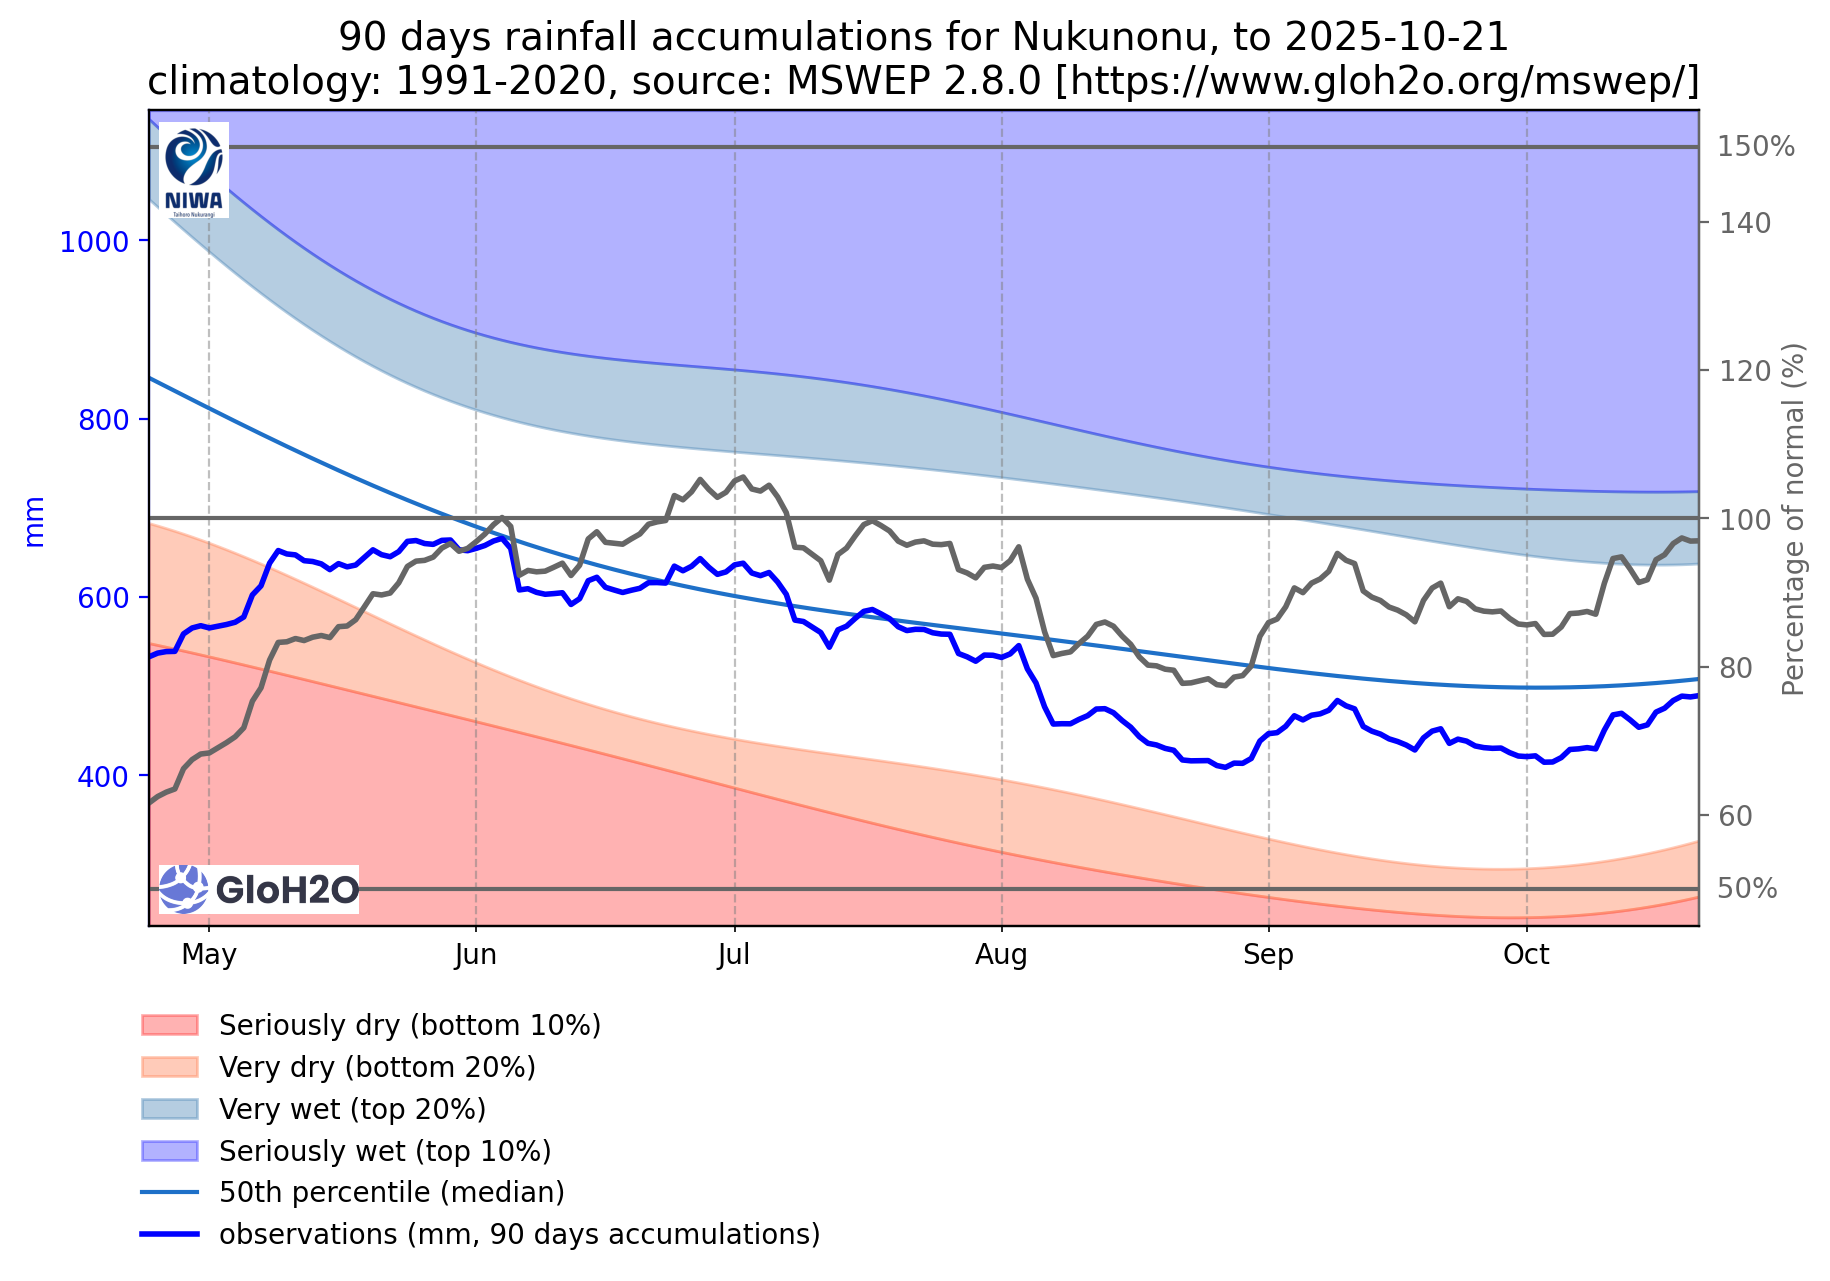 90 days rainfall accumulations for Nukunonu, to 2025-10-21
climatology: 1991-2020, source: MSWEP 2.8.0 [https://www.gloh2o.org/mswep/]
NIWA
Taihoro Nukurangi
1000
800
600
400
mm
150%
140
120
100
80
60
50%
Percentage of normal (%)
GloH2O
May
Jun
Jul
Aug
Sep
Oct
Seriously dry (bottom 10%)
Very dry (bottom 20%)
Very wet (top 20%)
Seriously wet (top 10%)
50th percentile (median)
observations (mm, 90 days accumulations)